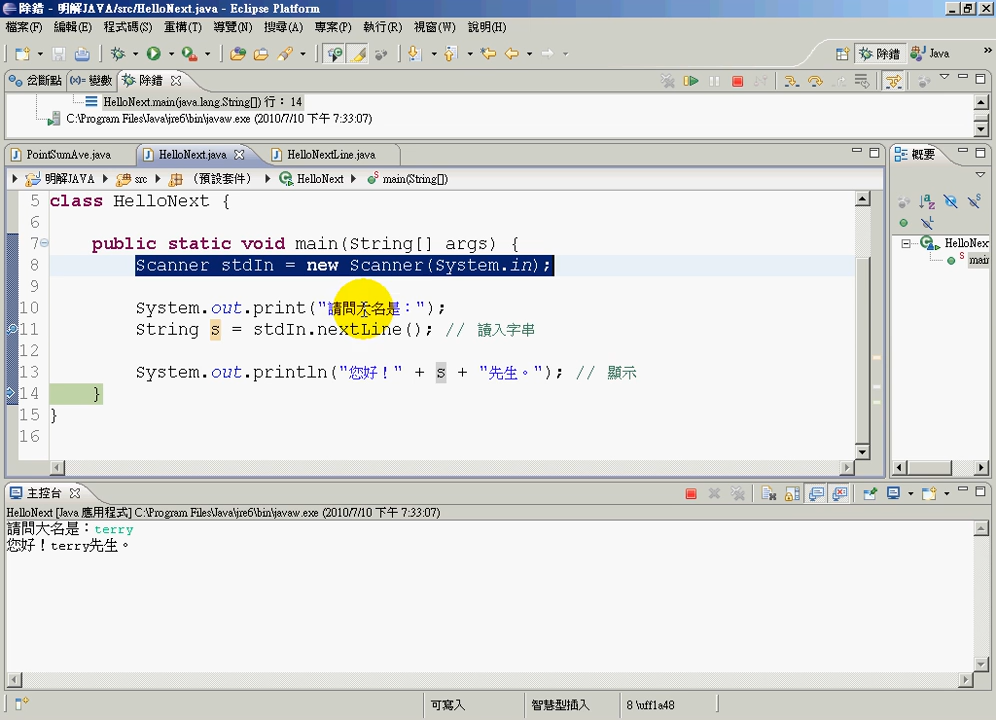 除錯 - 明解JAVA/src/HelloNext.java - Eclipse Platform
檔案(F) 編輯(E) 程式碼(S) 重構(T) 導覽(N) 搜尋(A) 專案(P) 執行(R) 視窗(W) 說明(H)
除錯 Java »
岔斷點 (x)= 變數 除錯
HelloNext.main(java.lang.String[]) 行：14
C:\Program Files\Java\jre6\bin\javaw.exe (2010/7/10 下午 7:33:07)
PointSumAve.java HelloNext.java HelloNextLine.java 概要
明解JAVA src （預設套件） HelloNext main(String[])
5 class HelloNext {
6
7 public static void main(String[] args) {
8 Scanner stdIn = new Scanner(System.in);
9
10 System.out.print("請問大名是：");
11 String s = stdIn.nextLine(); // 讀入字串
12
13 System.out.println("您好！" + s + "先生。"); // 顯示
14 }
15 }
16
HelloNex
main
主控台
HelloNext [Java 應用程式] C:\Program Files\Java\jre6\bin\javaw.exe (2010/7/10 下午 7:33:07)
請問大名是：terry
您好！terry先生。
可寫入 智慧型插入 8 \uff1a48